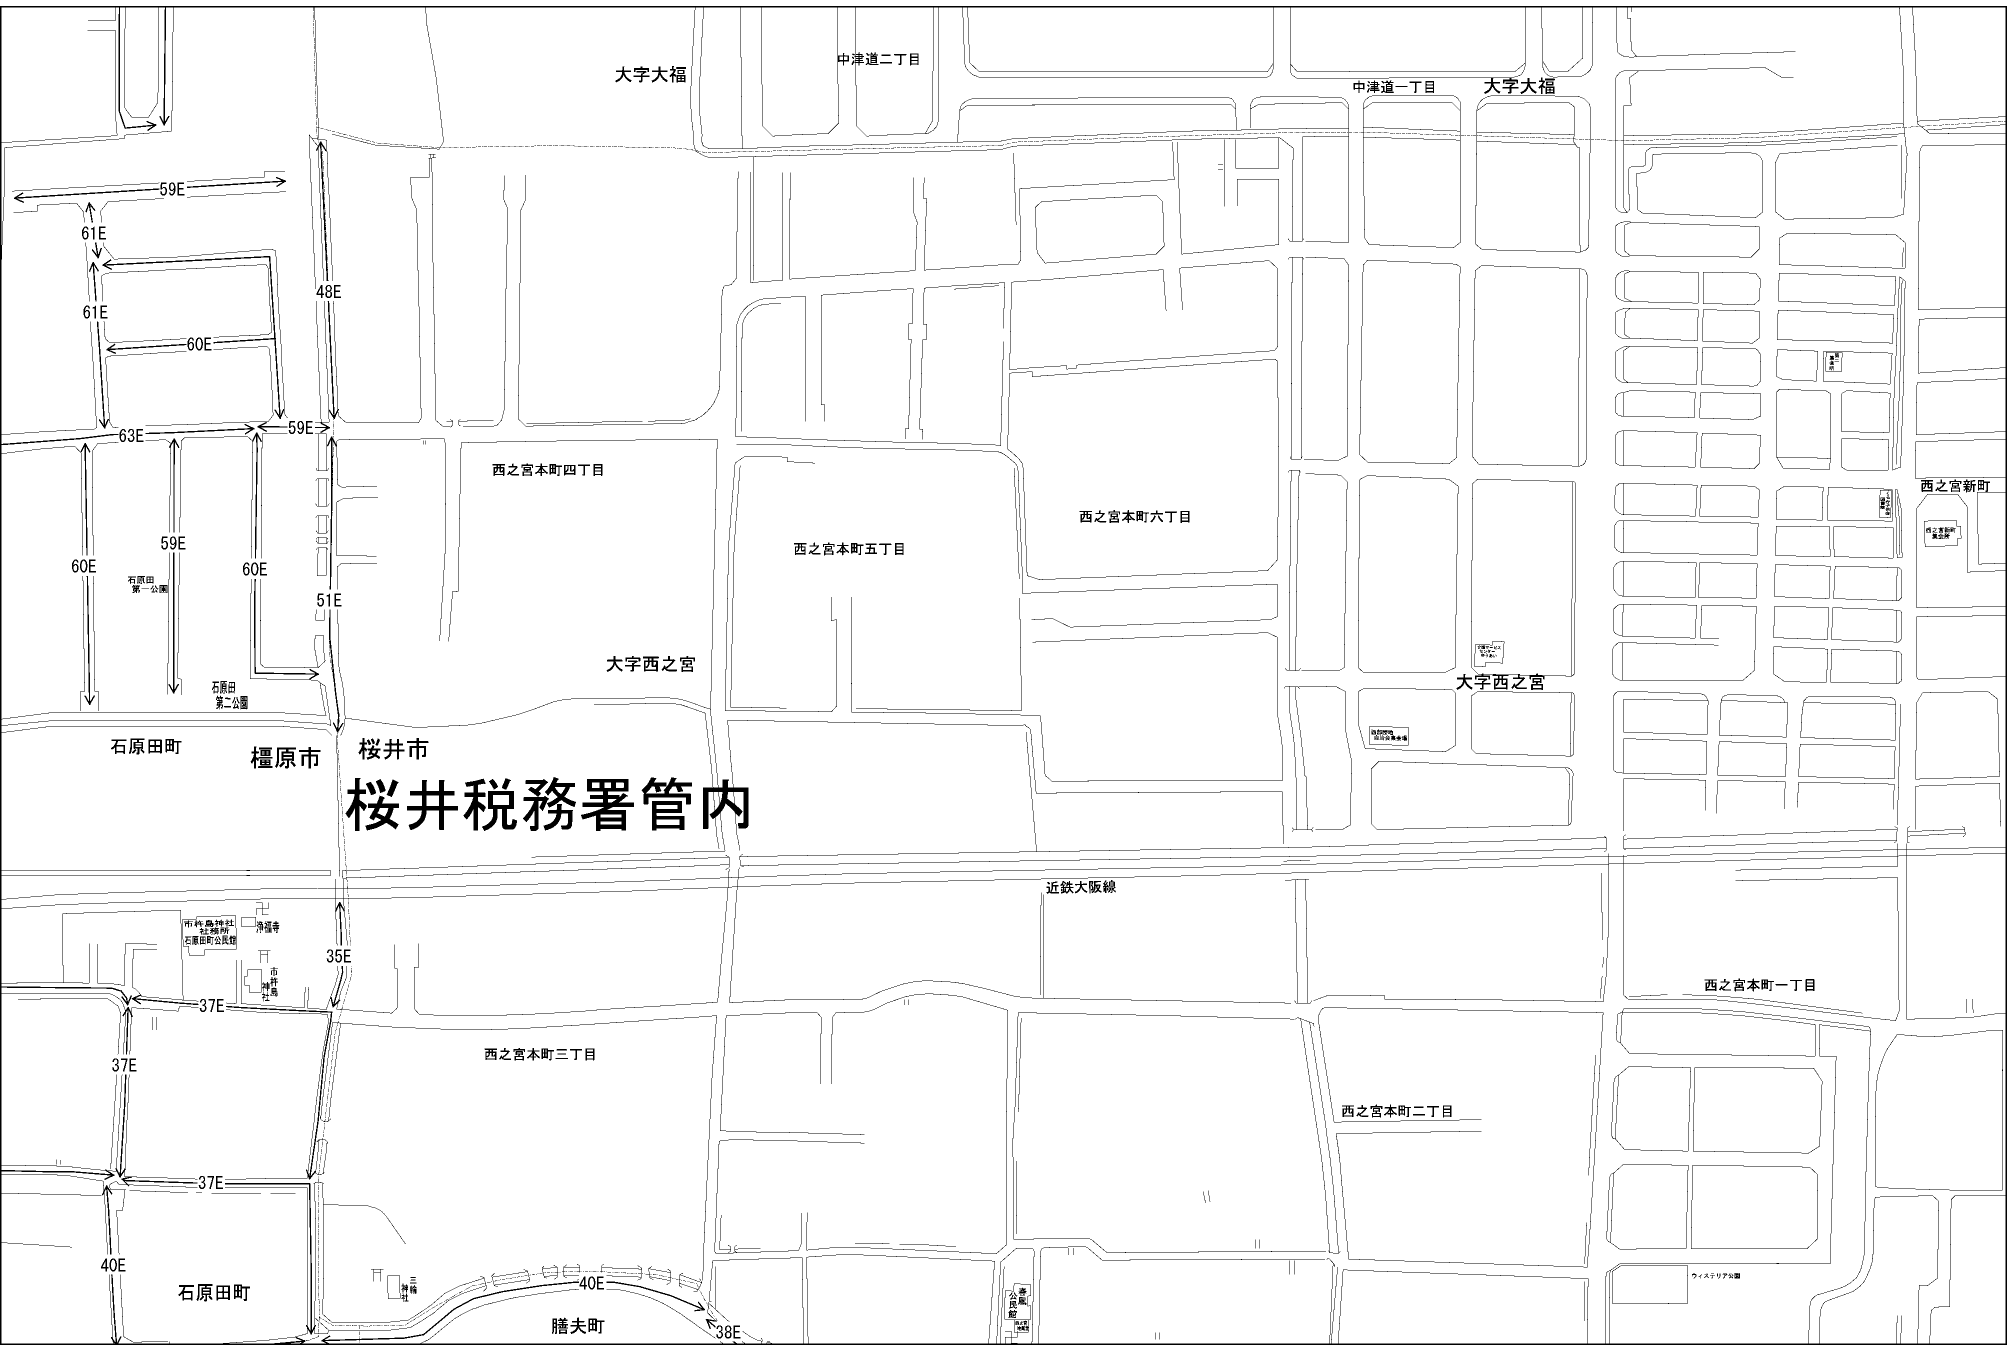 中津道二丁目
大字大福
中津道一丁目
大字大福
59E
61E
48E
61E
60E
63E
59E
西之宮本町四丁目
西之宮新町
西之宮本町六丁目
西之宮新町
集会所
59E
西之宮本町五丁目
60E
60E
石原田
第一公園
51E
大字西之宮
大字西之宮
石原田
第二公園
石原田町
橿原市
桜井市
桜井税務署管内
近鉄大阪線
市杵島神社
社務所
石原田町公民館
浄福寺
35E
市杵島
神社
西之宮本町一丁目
37E
西之宮本町三丁目
37E
西之宮本町二丁目
37E
40E
ウィステリア公園
三輪
神社
40E
石原田町
公民館
膳夫町
38E